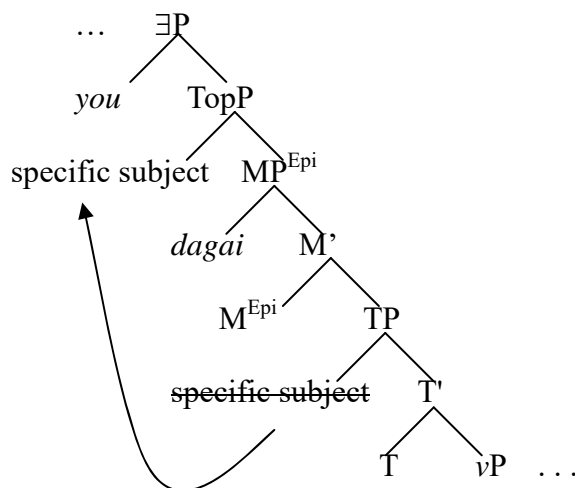 … ∃P
you TopP
specific subject MP^Epi
dagai M’
M^Epi TP
specific subject T'
T vP ...